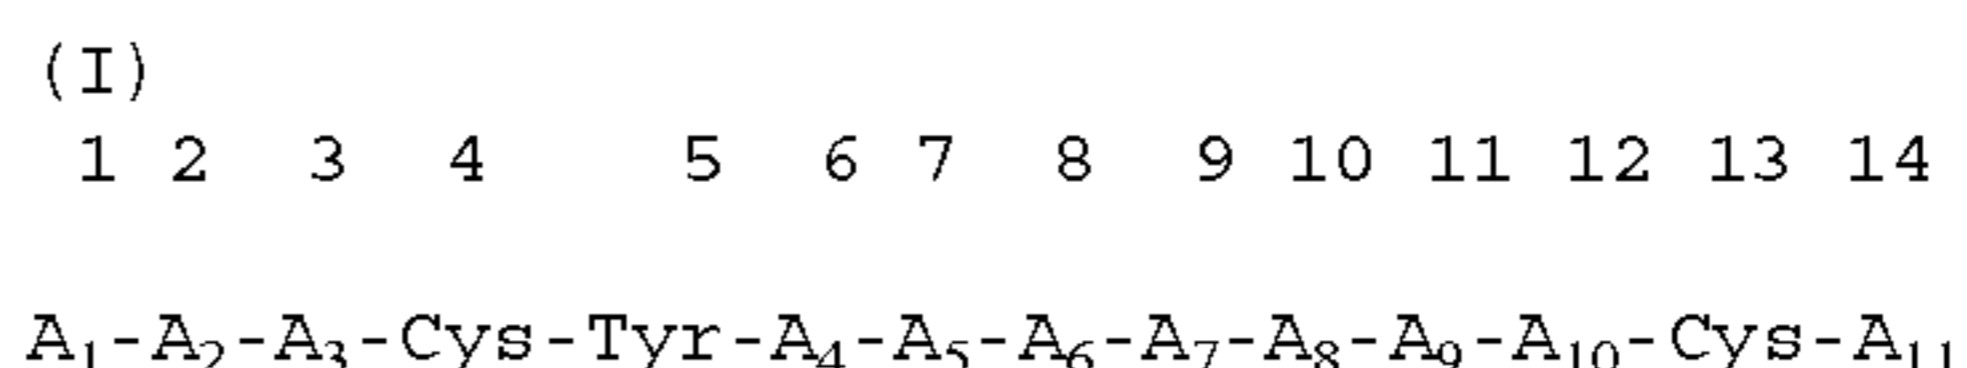 (I)
1 2 3 4 5 6 7 8 9 10 11 12 13 14
A₁-A₂-A₃-Cys-Tyr-A₄-A₅-A₆-A₇-A₈-A₉-A₁₀-Cys-A₁₁